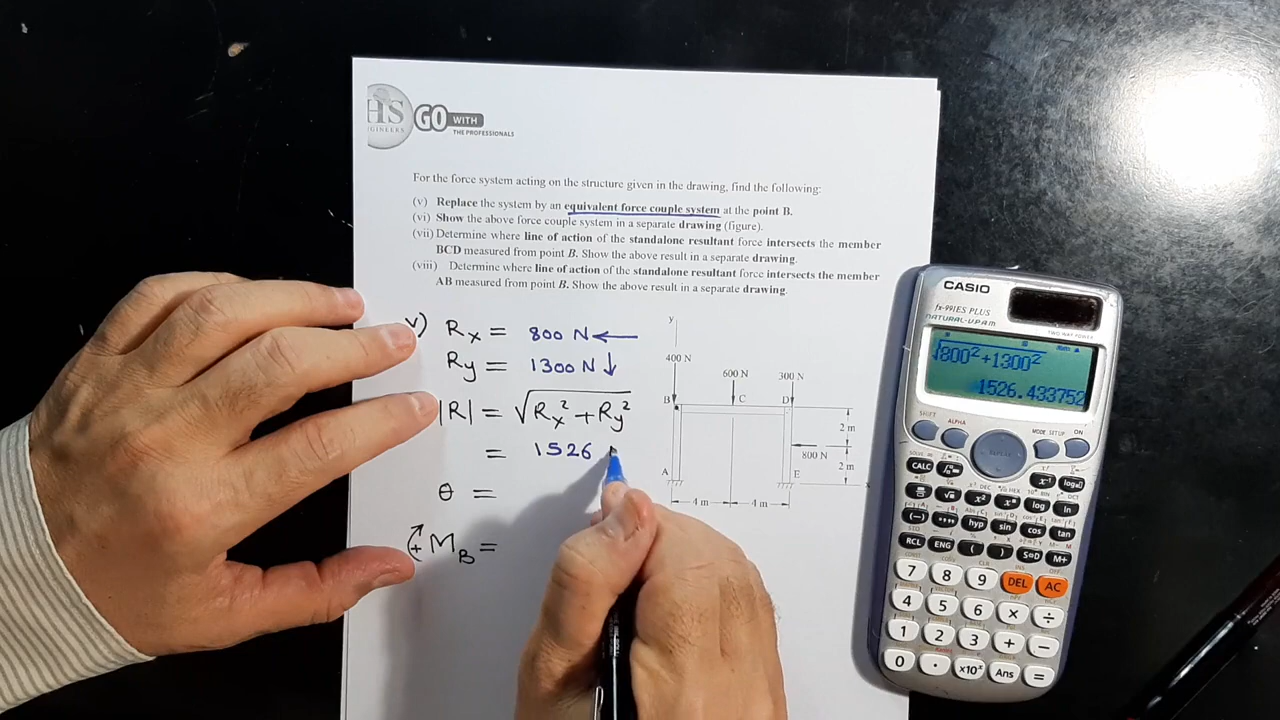 HS
GINEERS
GO WITH
THE PROFESSIONALS
For the force system acting on the structure given in the drawing, find the following:
(v) Replace the system by an equivalent force couple system at the point B.
(vi) Show the above force couple system in a separate drawing (figure).
(vii) Determine where line of action of the standalone resultant force intersects the member
BCD measured from point B. Show the above result in a separate drawing.
(viii) Determine where line of action of the standalone resultant force intersects the member
AB measured from point B. Show the above result in a separate drawing.
v) Rx = 800 N ←
Ry = 1300 N ↓
|R| = √Rx² + Ry²
= 1526
θ =
+ MB =
y
400 N
600 N
300 N
B
C
D
2 m
800 N
2 m
A
E
x
4 m
4 m
CASIO
fx-991ES PLUS
NATURAL-V.P.A.M.
TWO WAY POWER
√800²+1300²
1526.433752
SHIFT
ALPHA
REPLAY
MODE SETUP
ON
CALC
x⁻¹
log
ln
(−)
hyp
sin
cos
tan
RCL
ENG
(
)
S⇔D
M+
7
8
9
DEL
AC
4
5
6
×
÷
1
2
3
+
−
0
.
×10ˣ
Ans
=